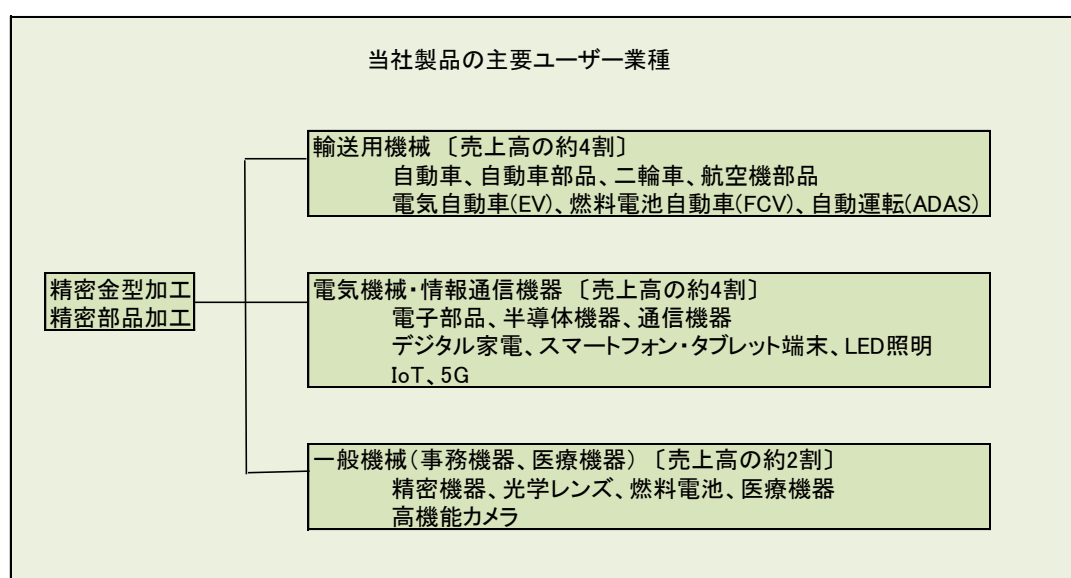 当社製品の主要ユーザー業種
輸送用機械 〔売上高の約4割〕
自動車、自動車部品、二輪車、航空機部品
電気自動車(EV)、燃料電池自動車(FCV)、自動運転(ADAS)
精密金型加工
精密部品加工
電気機械・情報通信機器 〔売上高の約4割〕
電子部品、半導体機器、通信機器
デジタル家電、スマートフォン・タブレット端末、LED照明
IoT、5G
一般機械(事務機器、医療機器) 〔売上高の約2割〕
精密機器、光学レンズ、燃料電池、医療機器
高機能カメラ